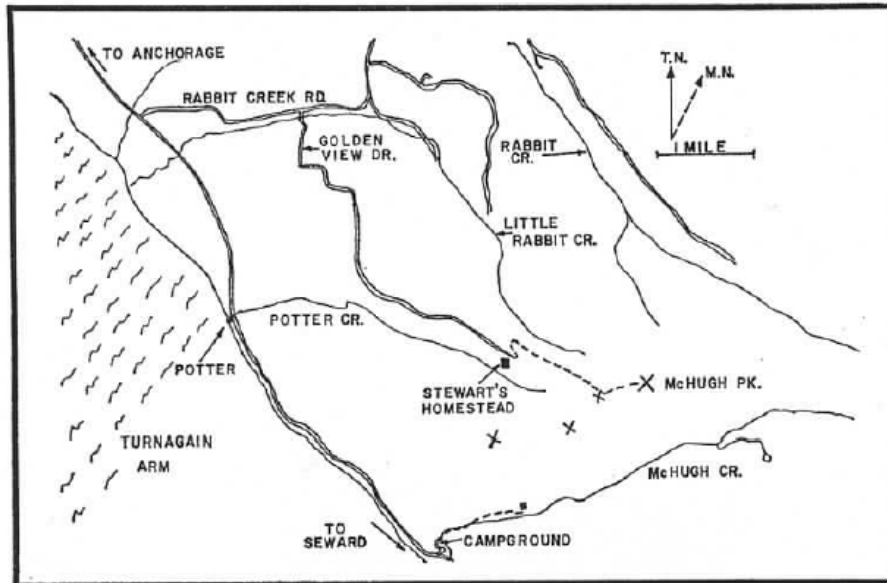 TO ANCHORAGE
T.N.
M.N.
RABBIT CREEK RD.
1 MILE
GOLDEN
VIEW DR.
RABBIT
CR.
LITTLE
RABBIT CR.
POTTER CR.
POTTER
STEWART'S
HOMESTEAD
McHUGH PK.
TURNAGAIN
ARM
McHUGH CR.
TO
SEWARD
CAMPGROUND